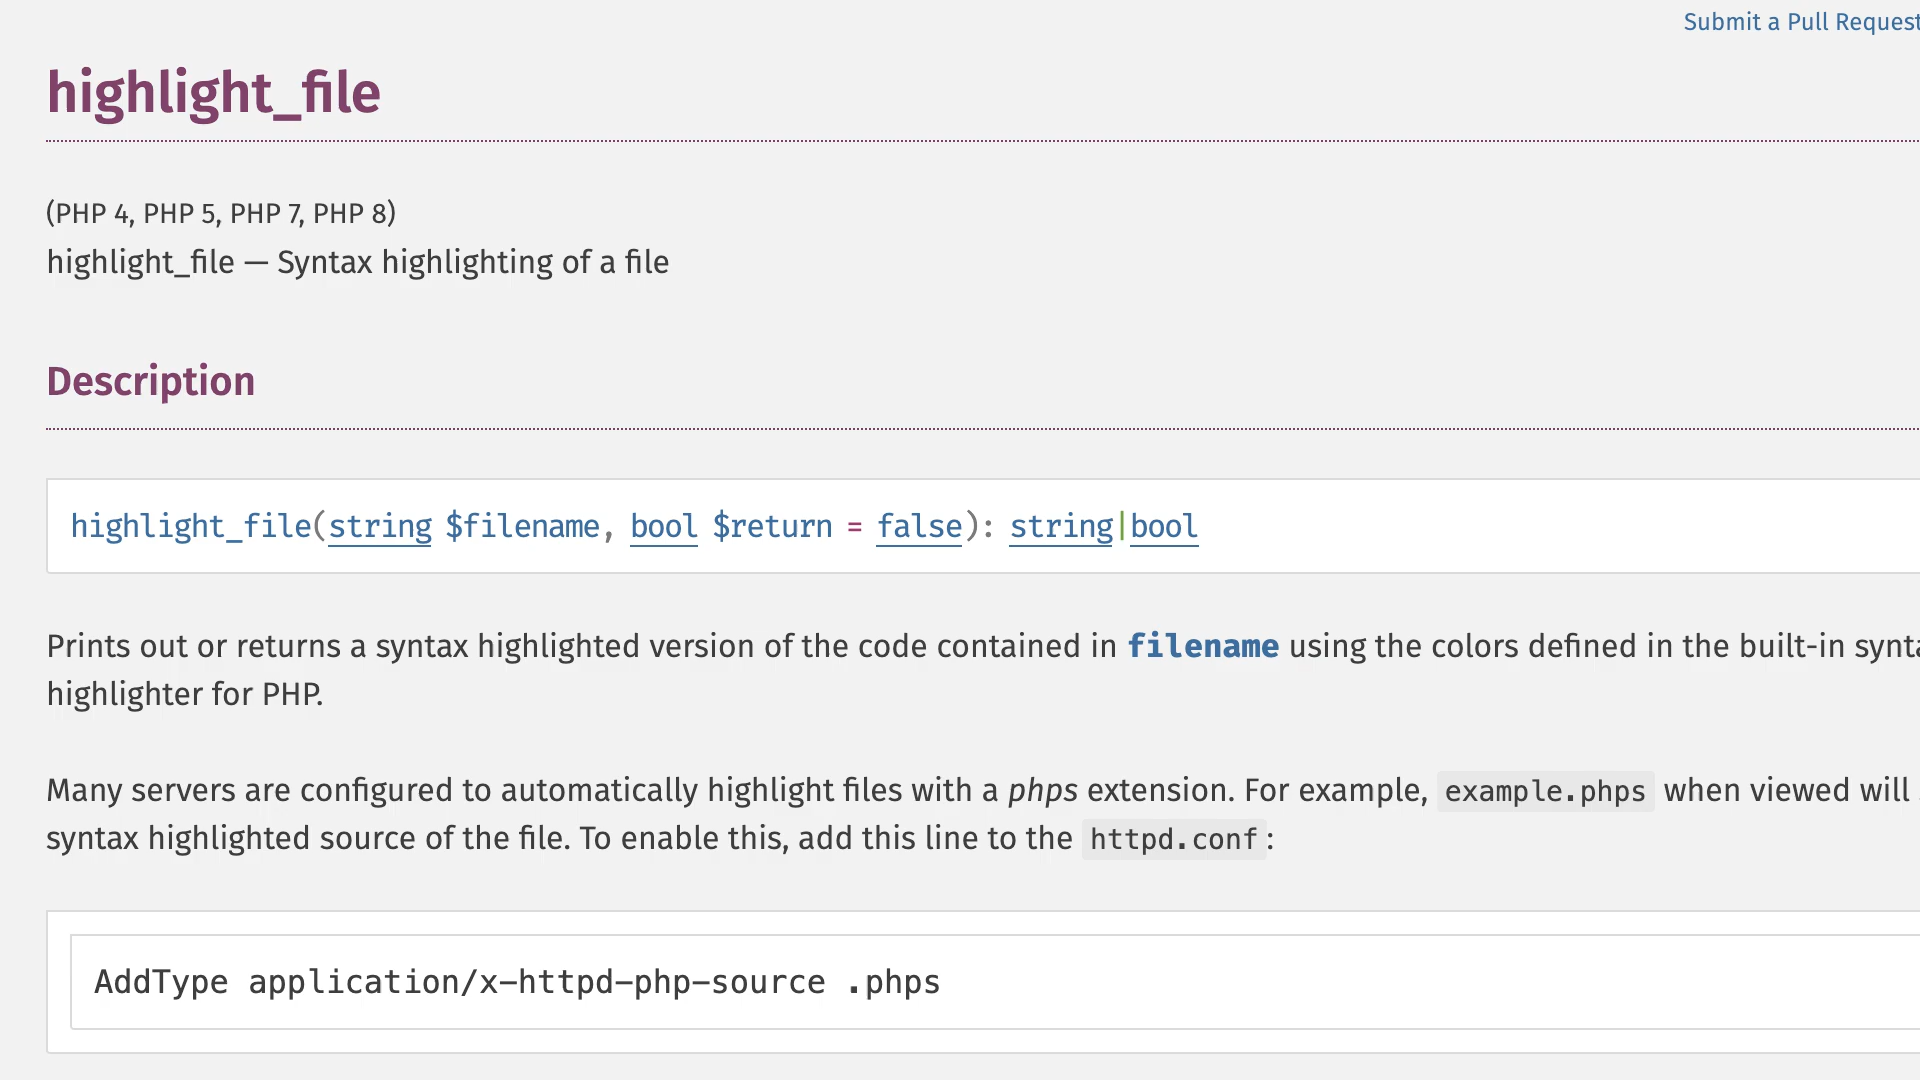 Submit a Pull Request
highlight_file
(PHP 4, PHP 5, PHP 7, PHP 8)
highlight_file — Syntax highlighting of a file
Description
highlight_file(string $filename, bool $return = false): string|bool
Prints out or returns a syntax highlighted version of the code contained in filename using the colors defined in the built-in
highlighter for PHP.
Many servers are configured to automatically highlight files with a phps extension. For example, example.phps when viewed will
syntax highlighted source of the file. To enable this, add this line to the httpd.conf:
AddType application/x-httpd-php-source .phps